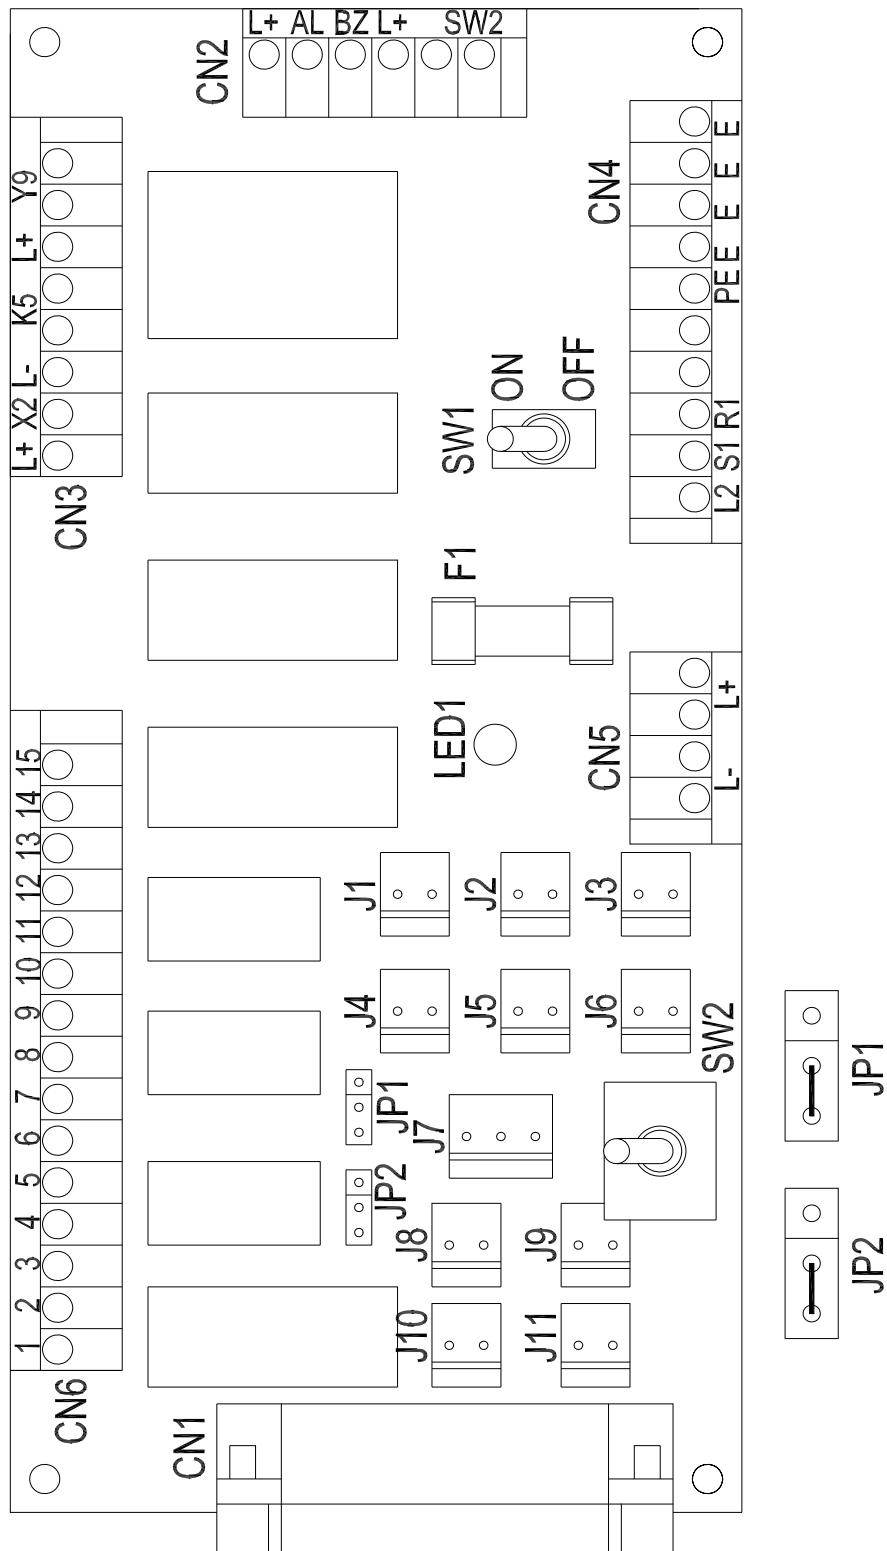 L+ AL BZ L+ SW2
CN2
Y9
L+
K5
L-
X2
L+
CN3
CN4
E
E
E
E
PE
R1
S1
L2
ON
OFF
SW1
F1
LED1
CN5
L+
L-
15
14
13
12
11
10
9
8
7
6
5
4
3
2
1
CN6
J1
J2
J3
J4
J5
J6
SW2
JP1
J7
JP2
J8
J9
J10
J11
CN1
JP1
JP2